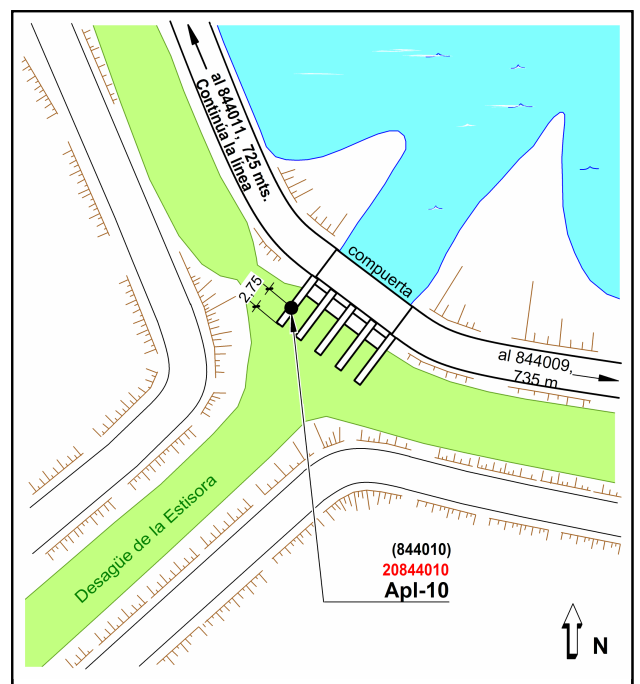 al 844011, 725 mts.
Continúa la línea
compuerta
2,75
al 844009,
735 m
Desagüe de la Estisora
(844010)
20844010
Apl-10
N